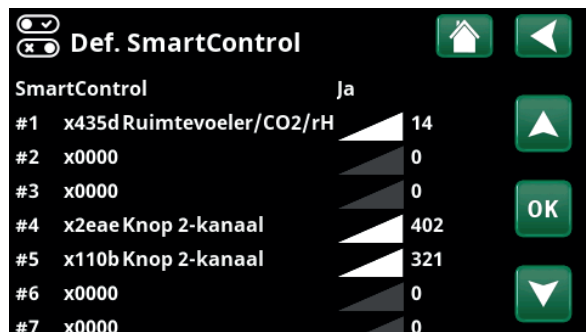 Def. SmartControl
SmartControl Ja
#1 x435d Ruimtevoeler/CO2/rH 14
#2 x0000 0
#3 x0000 0
#4 x2eae Knop 2-kanaal 402
OK
#5 x110b Knop 2-kanaal 321
#6 x0000 0
#7 x0000 0